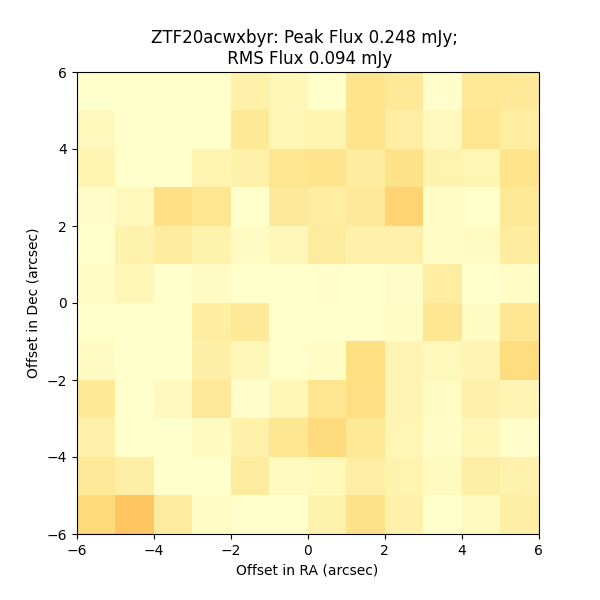 ZTF20acwxbyr: Peak Flux 0.248 mJy;
RMS Flux 0.094 mJy
6
4
2
0
−2
−4
−6
Offset in Dec (arcsec)
−6 −4 −2 0 2 4 6
Offset in RA (arcsec)